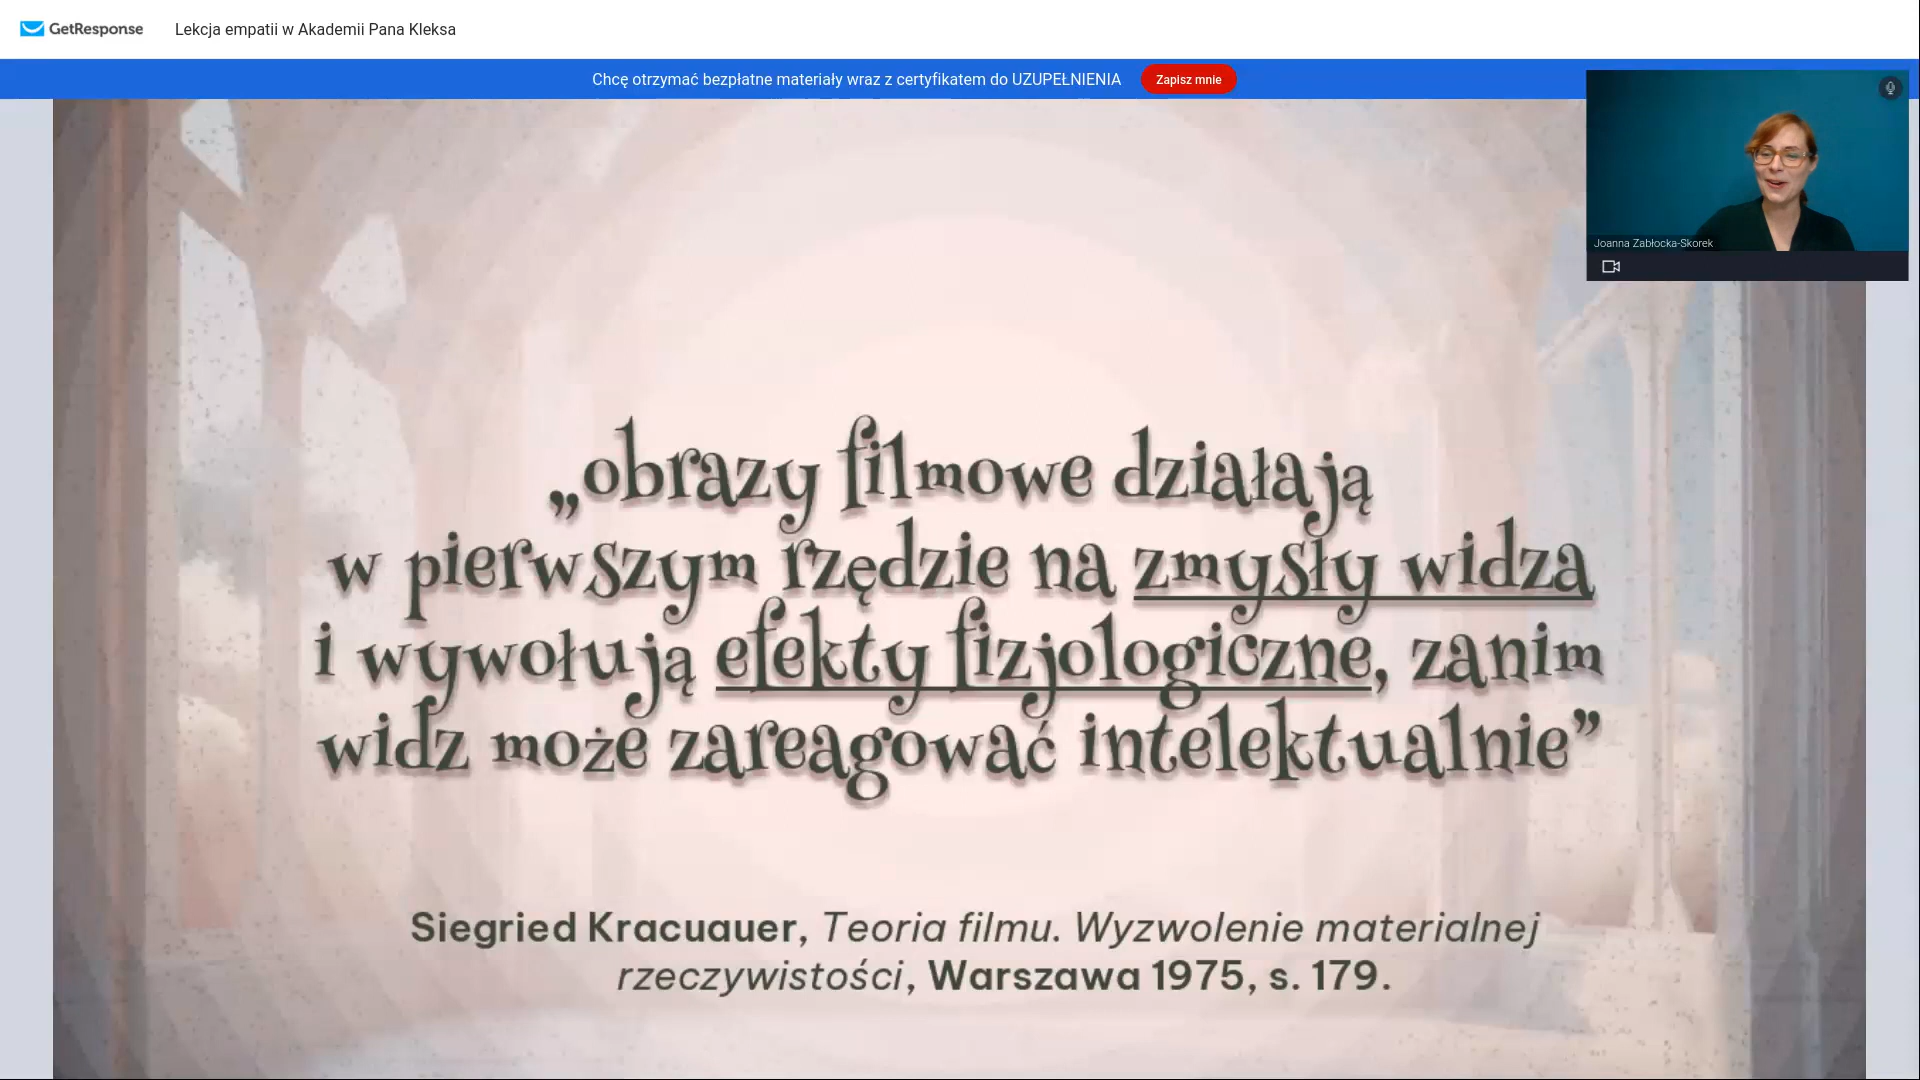 GetResponse
Lekcja empatii w Akademii Pana Kleksa
Chcę otrzymać bezpłatne materiały wraz z certyfikatem do UZUPEŁNIENIA
Zapisz mnie
Joanna Zabłocka-Skorek
„obrazy filmowe działają
w pierwszym rzędzie na zmysły widza
i wywołują efekty fizjologiczne, zanim
widz może zareagować intelektualnie”
Siegried Kracuauer, Teoria filmu. Wyzwolenie materialnej
rzeczywistości, Warszawa 1975, s. 179.